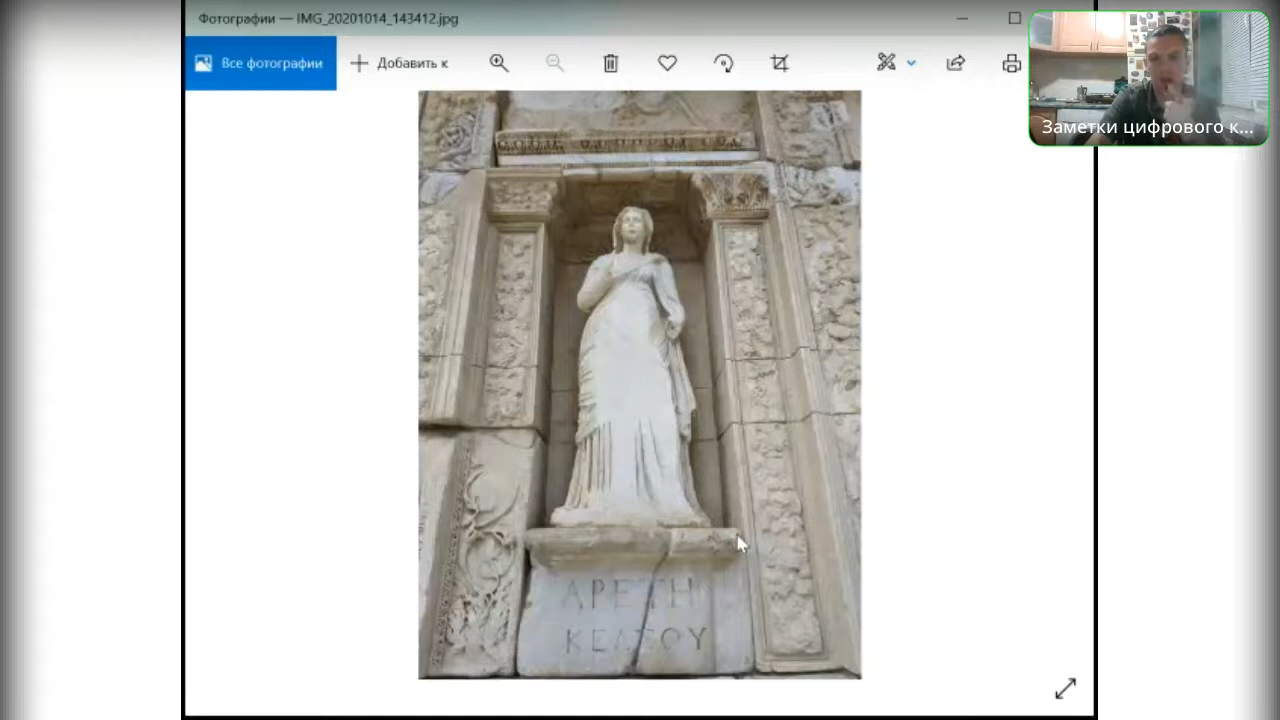 Фотографии — IMG_20201014_143412.jpg
Все фотографии
Добавить к
Заметки цифрового к...
ΑΡΕΤΗ
ΚΕΛΣΟΥ